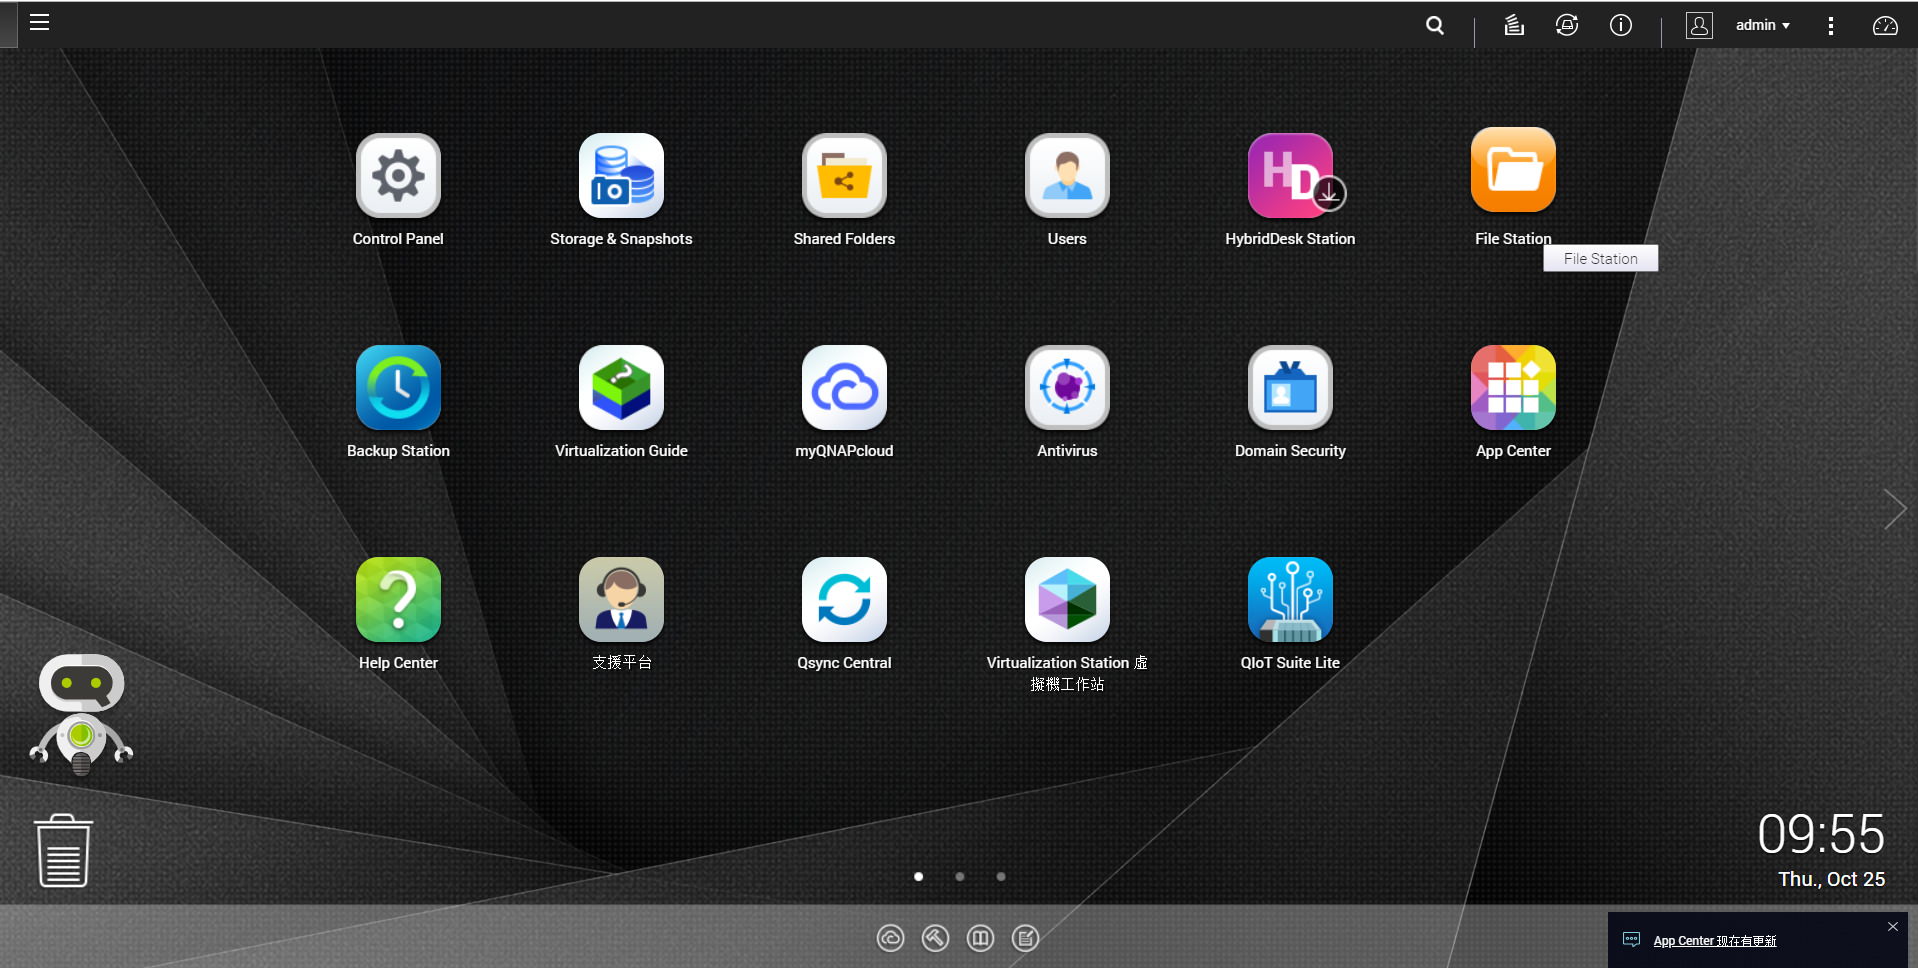 admin
Control Panel
Storage & Snapshots
Shared Folders
Users
HD
HybridDesk Station
File Station
File Station
Backup Station
Virtualization Guide
myQNAPcloud
Antivirus
Domain Security
App Center
Help Center
支援平台
Qsync Central
Virtualization Station 虛
擬機工作站
QIoT Suite Lite
09:55
Thu., Oct 25
App Center 现在有更新